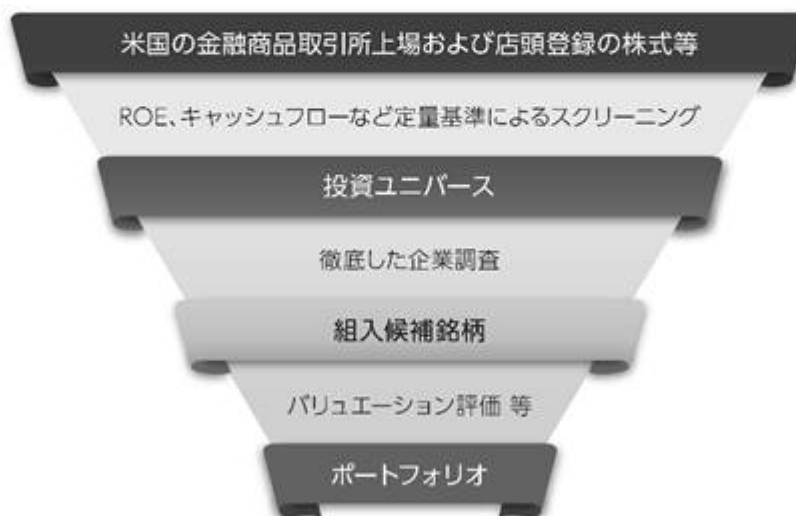 米国の金融商品取引所上場および店頭登録の株式等
ROE、キャッシュフローなど定量基準によるスクリーニング
投資ユニバース
徹底した企業調査
組入候補銘柄
バリュエーション評価 等
ポートフォリオ